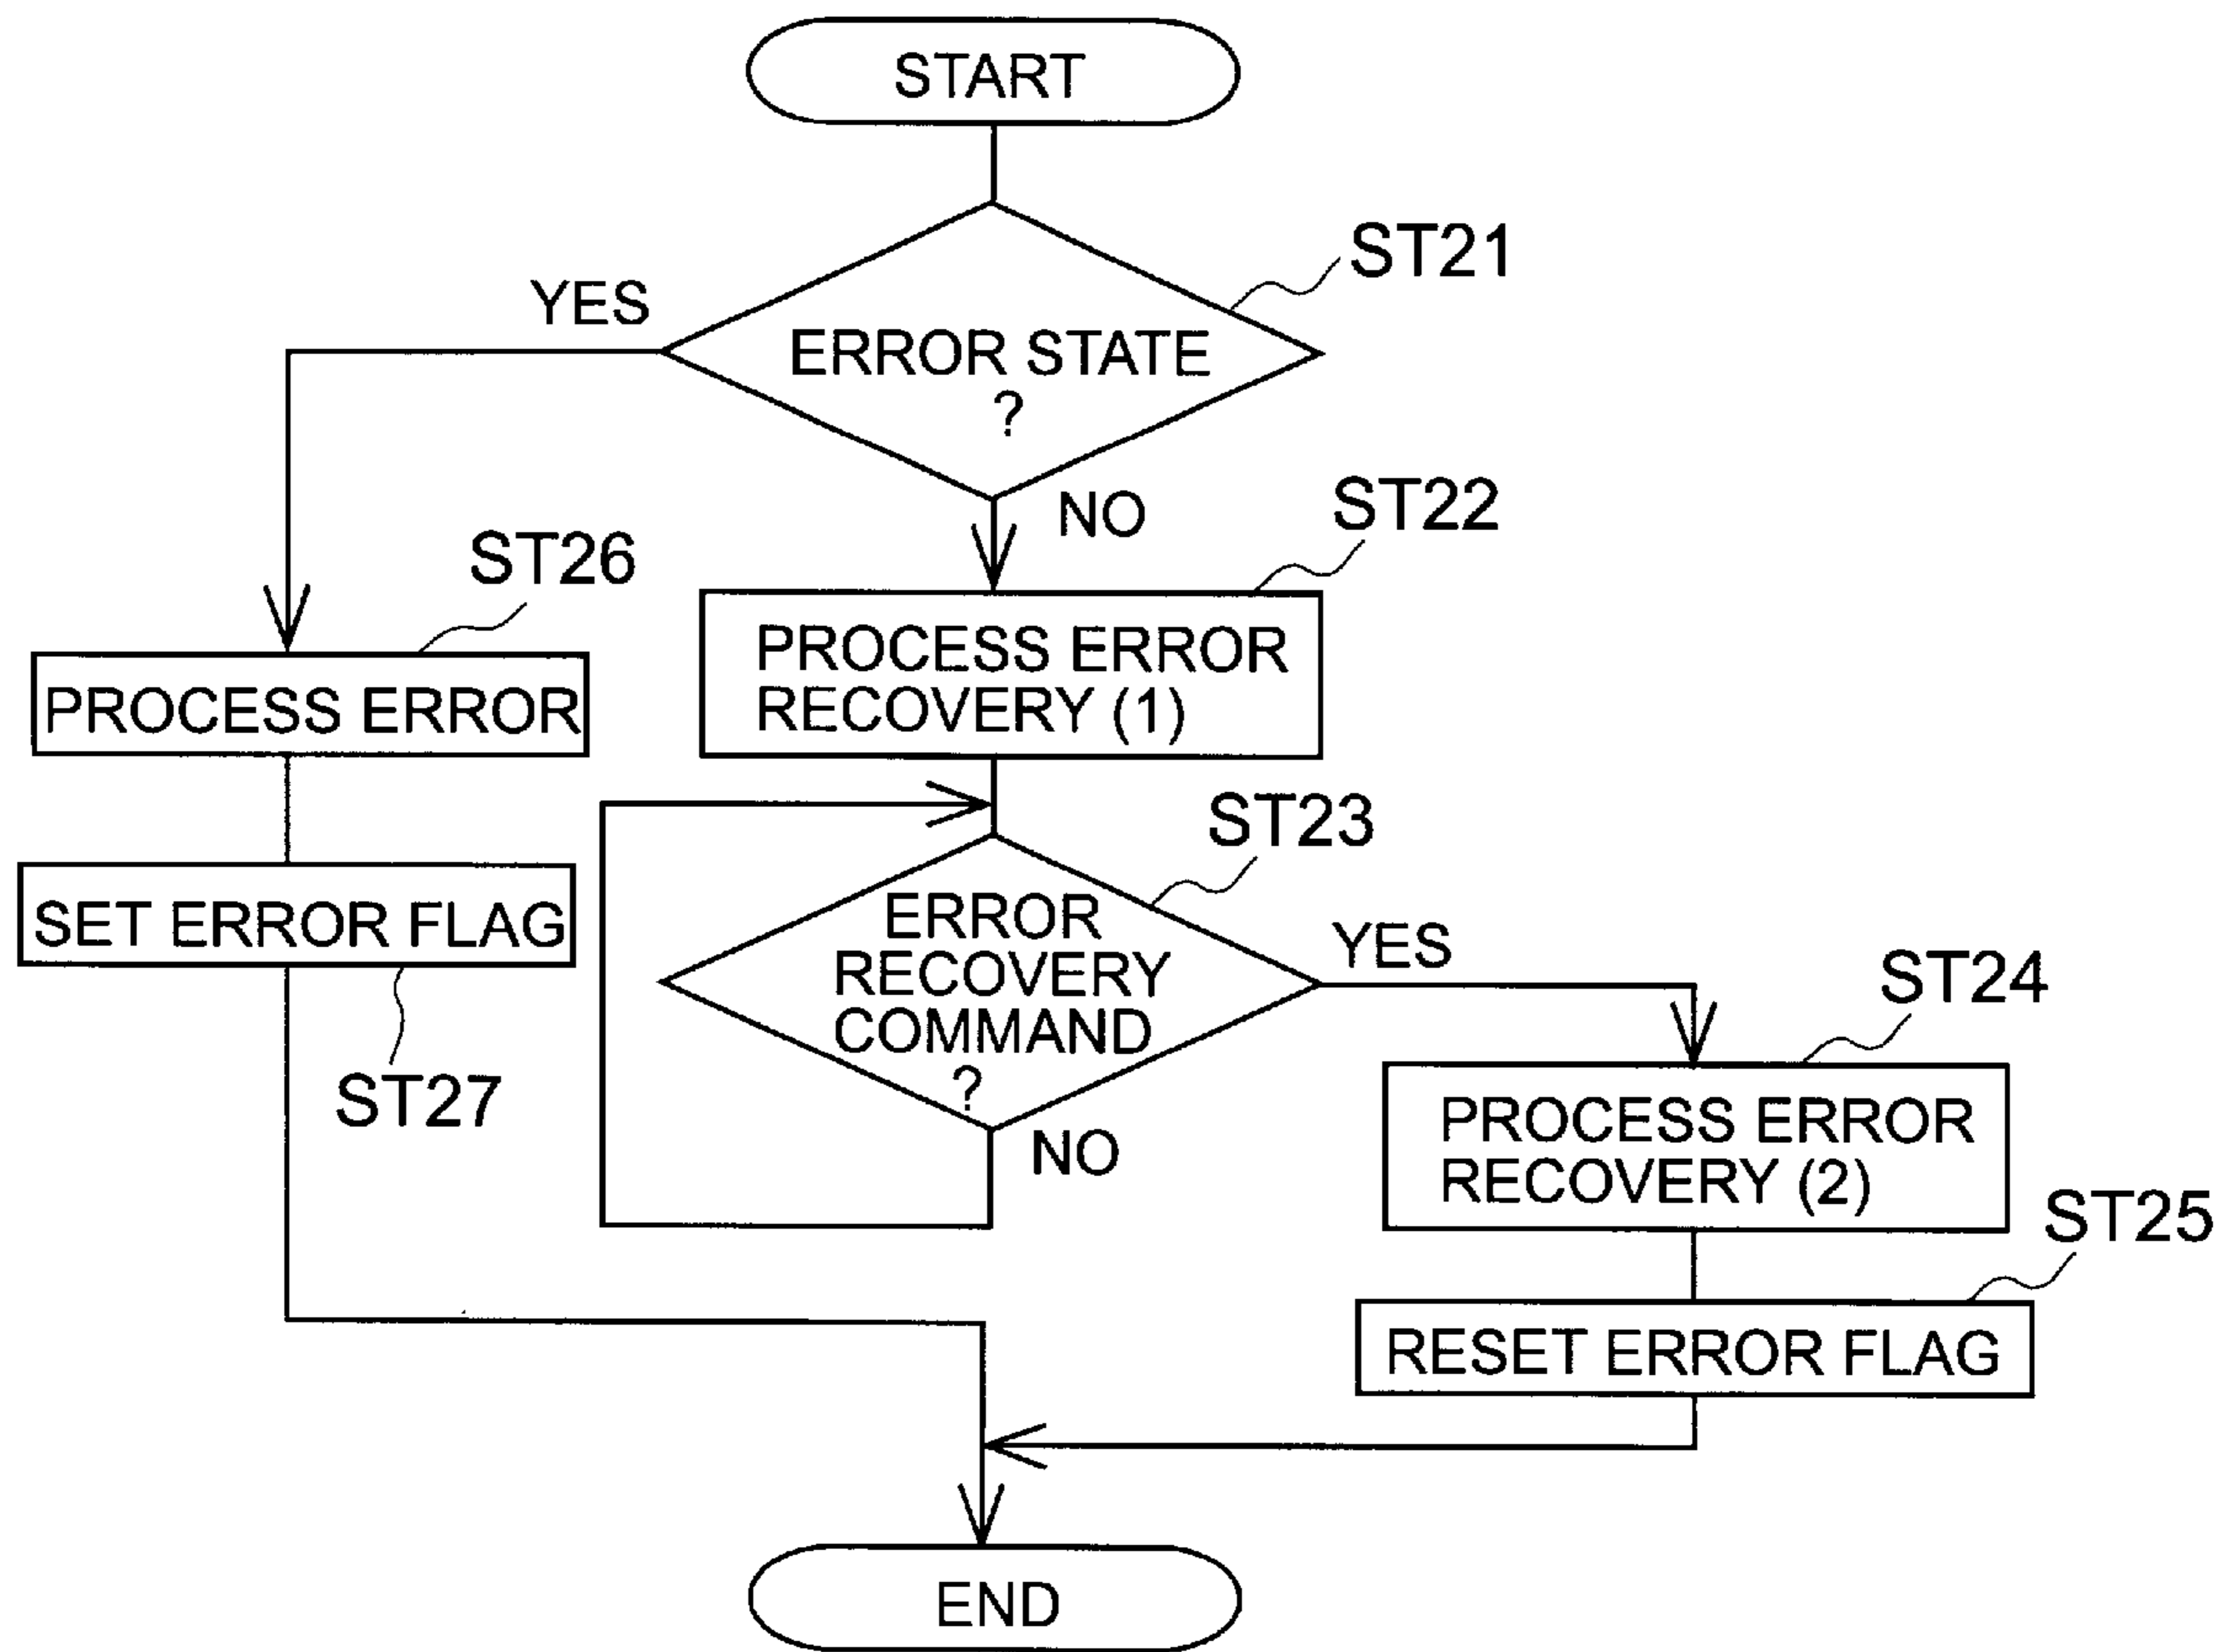 START
ST21
YES
ERROR STATE
?
NO
ST22
ST26
PROCESS ERROR
RECOVERY (1)
PROCESS ERROR
ST23
SET ERROR FLAG
ERROR
RECOVERY
COMMAND
?
YES
ST24
ST27
NO
PROCESS ERROR
RECOVERY (2)
ST25
RESET ERROR FLAG
END